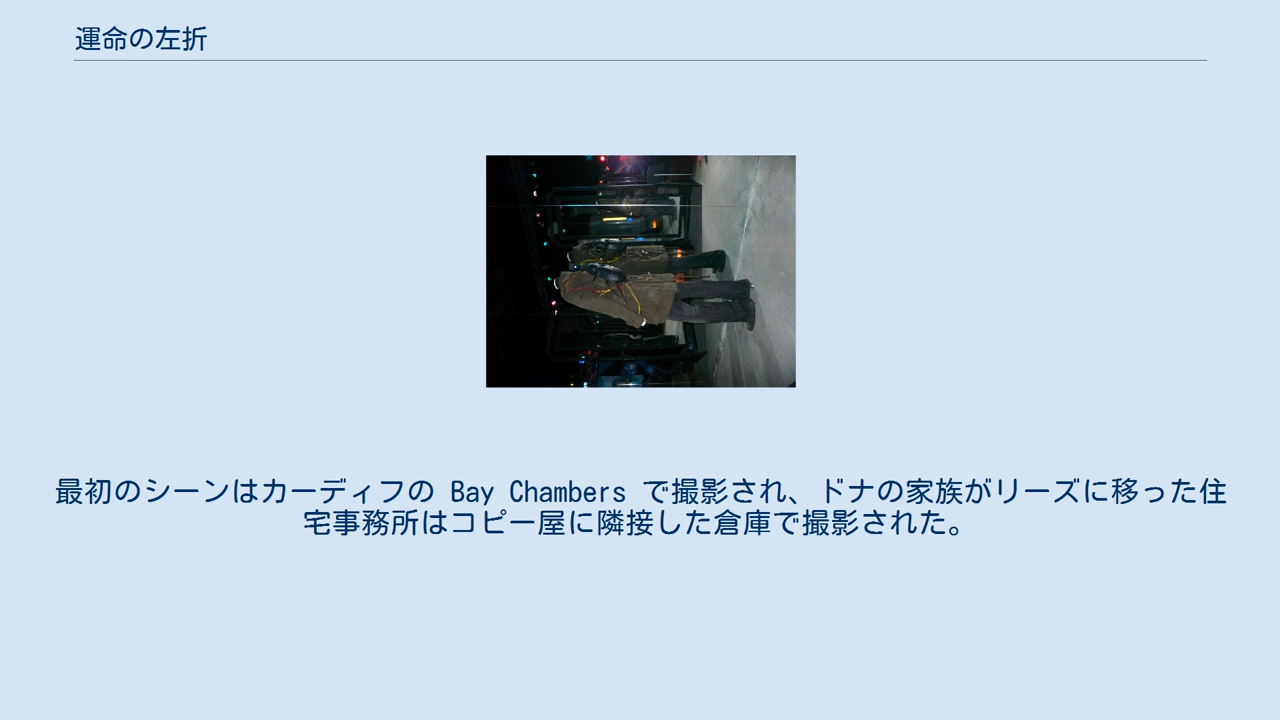 運命の左折
最初のシーンはカーディフの Bay Chambers で撮影され、ドナの家族がリーズに移った住
宅事務所はコピー屋に隣接した倉庫で撮影された。